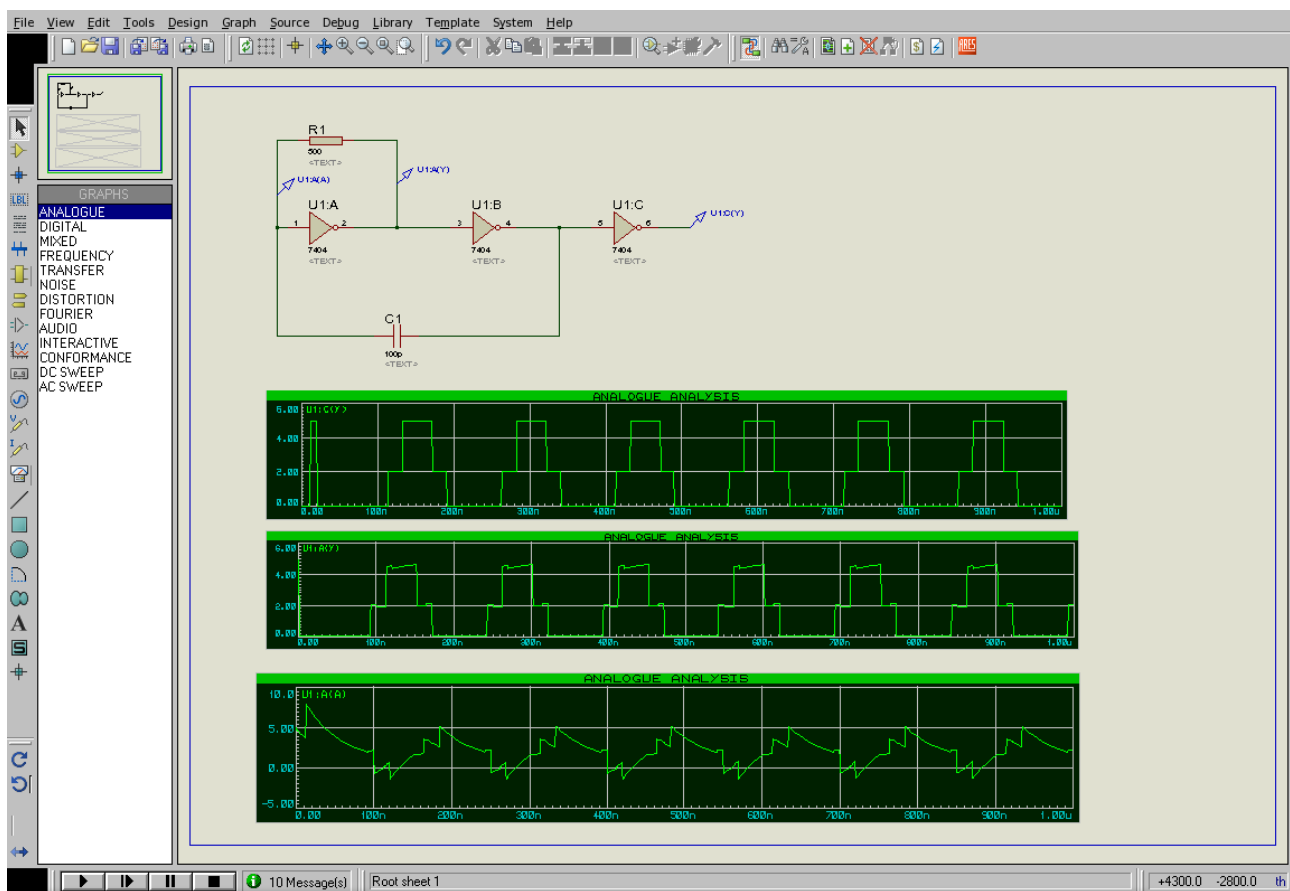 File View Edit Tools Design Graph Source Debug Library Template System Help
LBL
ARES
GRAPHS
ANALOGUE
DIGITAL
MIXED
FREQUENCY
TRANSFER
NOISE
DISTORTION
FOURIER
AUDIO
INTERACTIVE
CONFORMANCE
DC SWEEP
AC SWEEP
A
S
R1
500
<TEXT>
U1:A(A)
U1:A(Y)
U1:A
1 2
7404
<TEXT>
U1:B
3 4
7404
<TEXT>
U1:C
5 6
7404
<TEXT>
U1:C(Y)
C1
100p
<TEXT>
ANALOGUE ANALYSIS
6.00 U1:C(Y)
4.00
2.00
0.00
0.00 100n 200n 300n 400n 500n 600n 700n 800n 900n 1.00u
ANALOGUE ANALYSIS
6.00 U1:A(Y)
4.00
2.00
0.00
0.00 100n 200n 300n 400n 500n 600n 700n 800n 900n 1.00u
ANALOGUE ANALYSIS
10.0 U1:A(A)
5.00
0.00
-5.00
0.00 100n 200n 300n 400n 500n 600n 700n 800n 900n 1.00u
10 Message(s) Root sheet 1 +4300.0 -2800.0 th